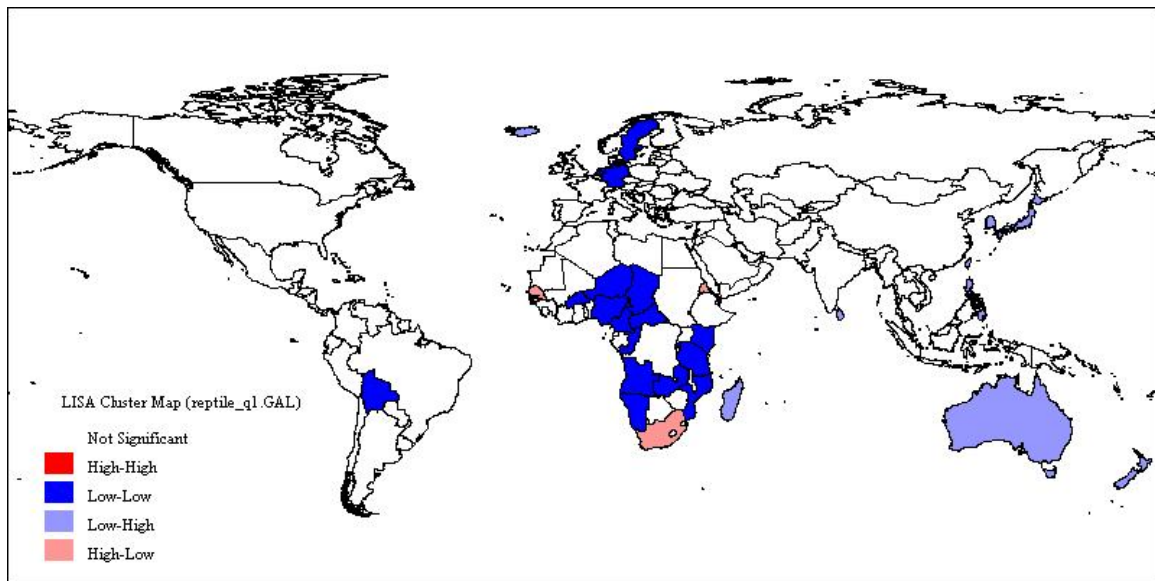 LISA Cluster Map (reptile_q1.GAL)
Not Significant
High-High
Low-Low
Low-High
High-Low